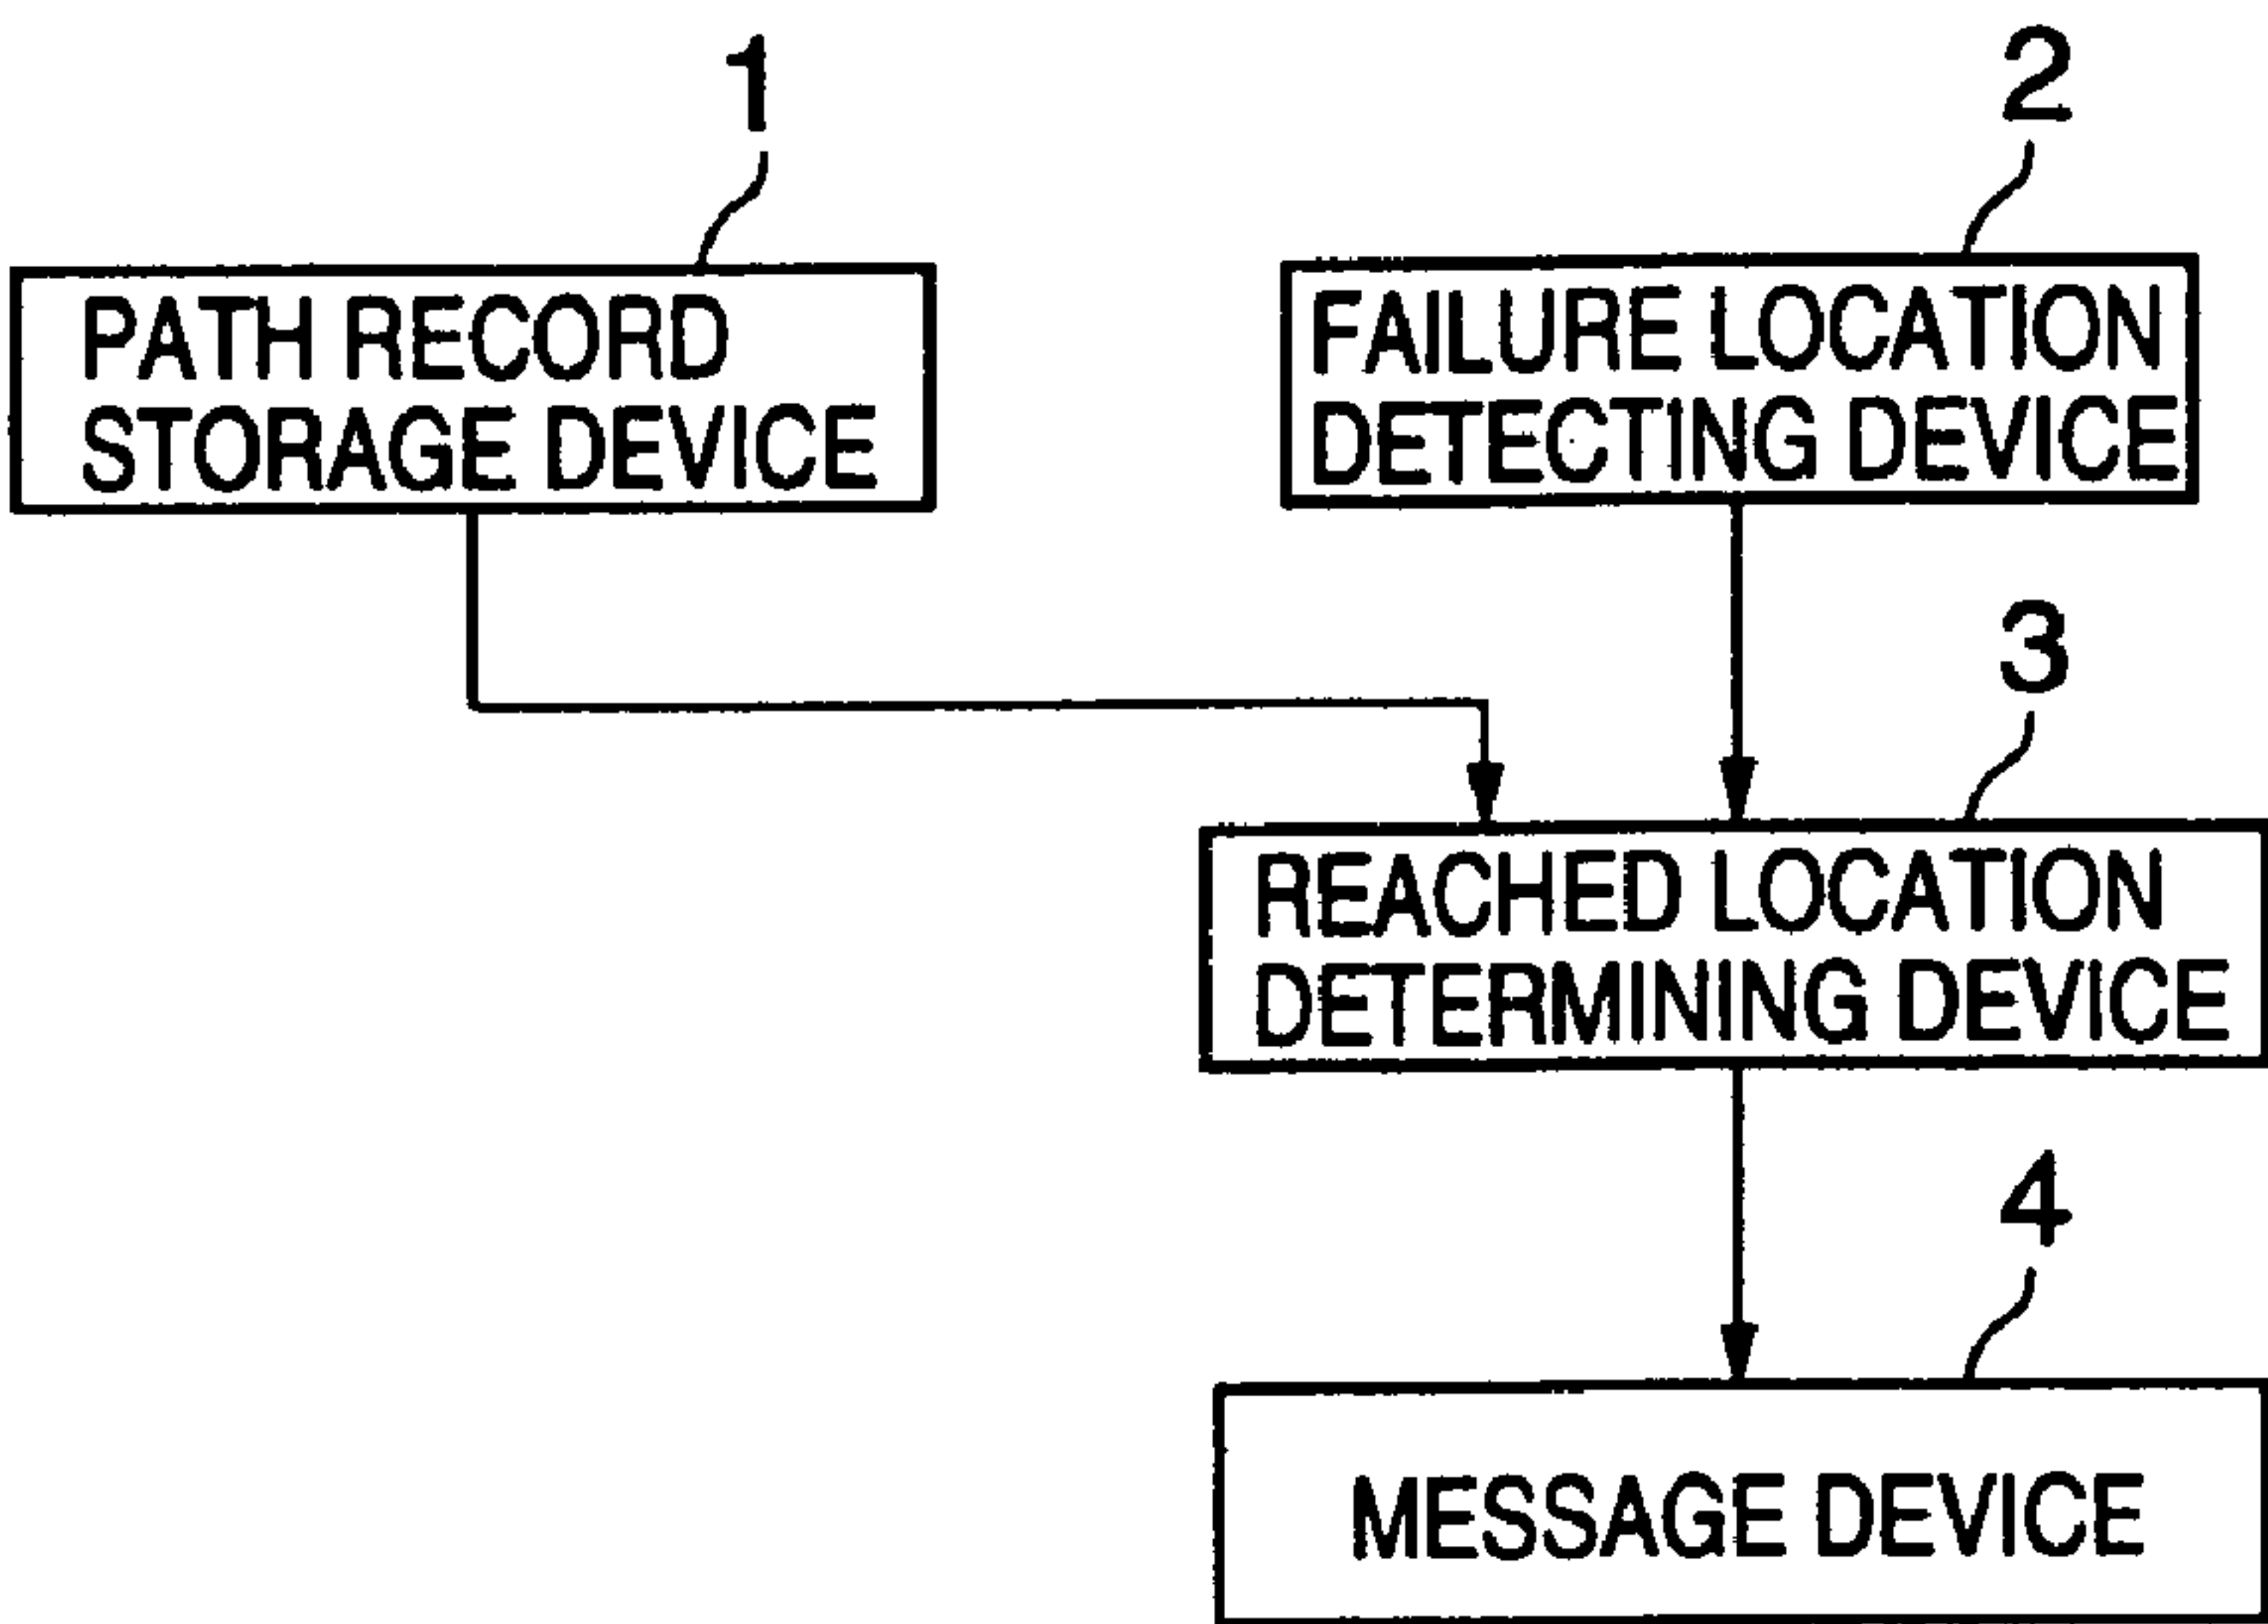 1
PATH RECORD
STORAGE DEVICE
2
FAILURE LOCATION
DETECTING DEVICE
3
REACHED LOCATION
DETERMINING DEVICE
4
MESSAGE DEVICE